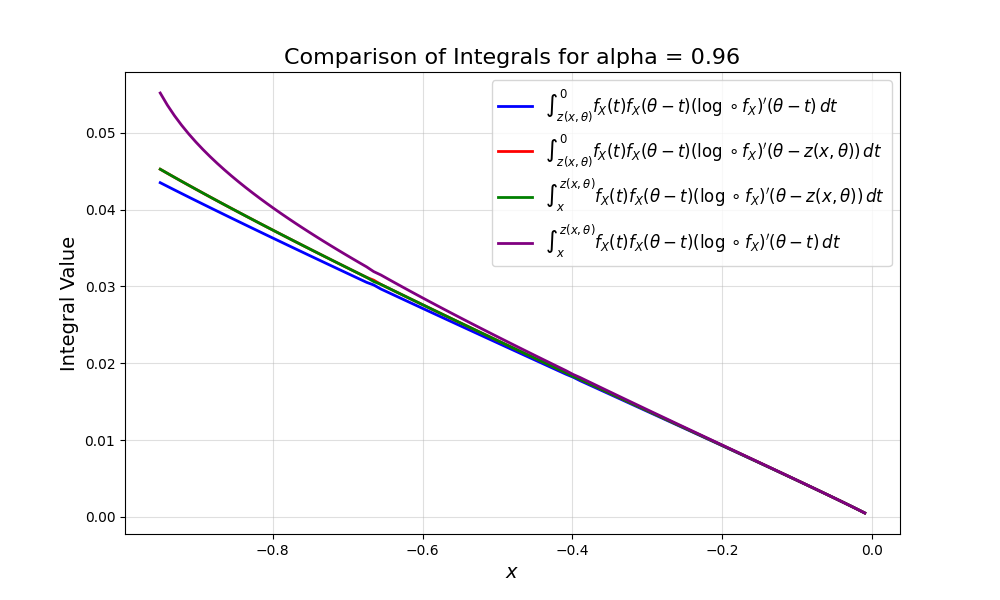 Comparison of Integrals for alpha = 0.96
∫_{z(x, θ)}^{0} f_X(t)f_X(θ − t)(log ∘ f_X)′(θ − t) dt
∫_{z(x, θ)}^{0} f_X(t)f_X(θ − t)(log ∘ f_X)′(θ − z(x, θ)) dt
∫_{x}^{z(x, θ)} f_X(t)f_X(θ − t)(log ∘ f_X)′(θ − z(x, θ)) dt
∫_{x}^{z(x, θ)} f_X(t)f_X(θ − t)(log ∘ f_X)′(θ − t) dt
Integral Value
0.05
0.04
0.03
0.02
0.01
0.00
−0.8 −0.6 −0.4 −0.2 0.0
x